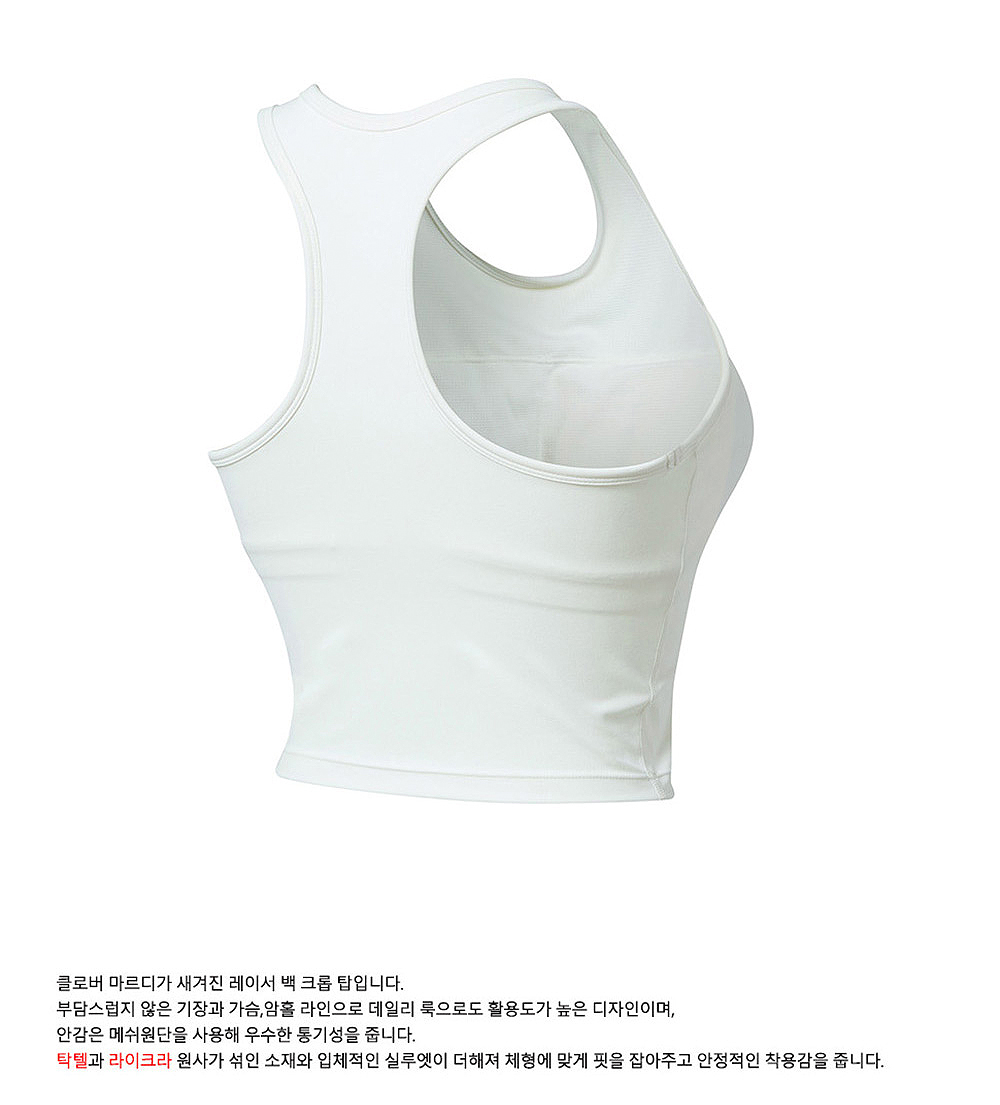 클로버 마르디가 새겨진 레이서 백 크롭 탑입니다.
부담스럽지 않은 기장과 가슴,암홀 라인으로 데일리 룩으로도 활용도가 높은 디자인이며,
안감은 메쉬원단을 사용해 우수한 통기성을 줍니다.
탁텔과 라이크라 원사가 섞인 소재와 입체적인 실루엣이 더해져 체형에 맞게 핏을 잡아주고 안정적인 착용감을 줍니다.